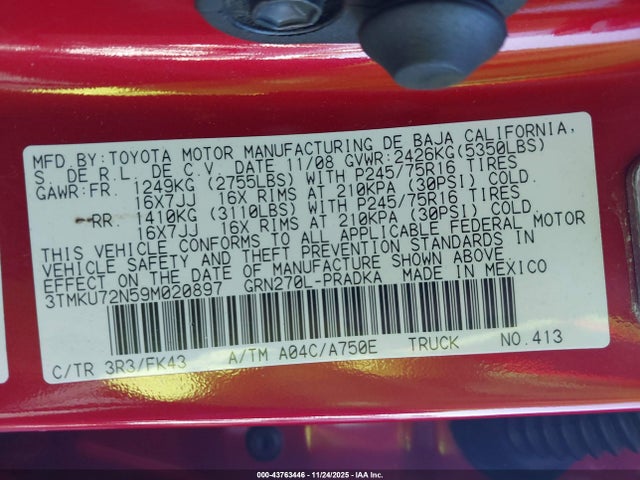 MFD.BY:TOYOTA MOTOR MANUFACTURING DE BAJA CALIFORNIA,
S. DE R.L. DE C.V. DATE 11/08 GVWR:2426KG(5350LBS)
GAWR:FR. 1249KG (2755LBS) WITH P245/75R16 TIRES
16X7JJ 16X RIMS AT 210KPA (30PSI) COLD.
RR. 1410KG (3110LBS) WITH P245/75R16 TIRES
16X7JJ 16X RIMS AT 210KPA (30PSI) COLD.
THIS VEHICLE CONFORMS TO ALL APPLICABLE FEDERAL MOTOR
VEHICLE SAFETY AND THEFT PREVENTION STANDARDS IN
EFFECT ON THE DATE OF MANUFACTURE SHOWN ABOVE.
3TMKU72N59M020897 GRN270L-PRADKA MADE IN MEXICO
C/TR 3R3/FK43 A/TM A04C/A750E TRUCK NO.413
000-43763446 - 11/24/2025 - IAA Inc.